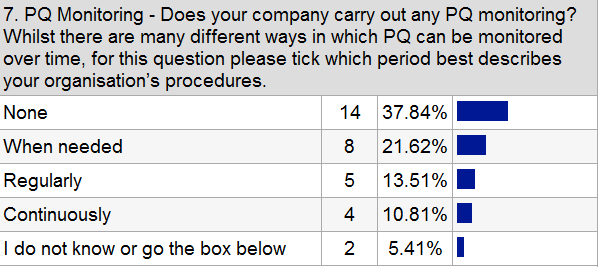 7. PQ Monitoring - Does your company carry out any PQ monitoring?
Whilst there are many different ways in which PQ can be monitored
over time, for this question please tick which period best describes
your organisation's procedures.
None 14 37.84%
When needed 8 21.62%
Regularly 5 13.51%
Continuously 4 10.81%
I do not know or go the box below 2 5.41%